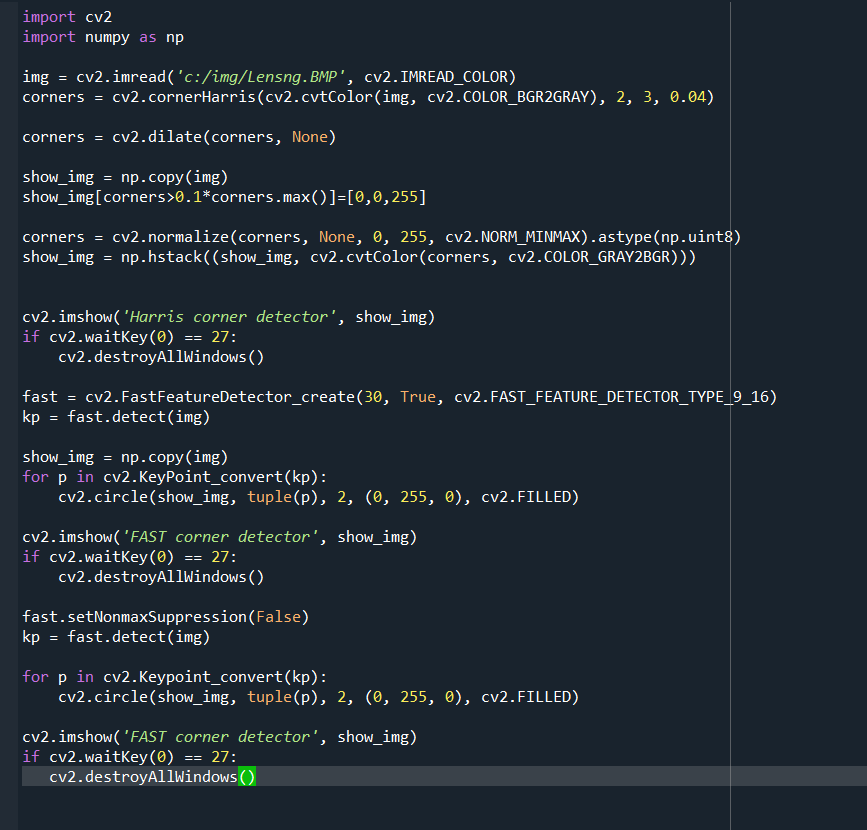 import cv2
import numpy as np
img = cv2.imread('c:/img/Lensng.BMP', cv2.IMREAD_COLOR)
corners = cv2.cornerHarris(cv2.cvtColor(img, cv2.COLOR_BGR2GRAY), 2, 3, 0.04)
corners = cv2.dilate(corners, None)
show_img = np.copy(img)
show_img[corners>0.1*corners.max()]=[0,0,255]
corners = cv2.normalize(corners, None, 0, 255, cv2.NORM_MINMAX).astype(np.uint8)
show_img = np.hstack((show_img, cv2.cvtColor(corners, cv2.COLOR_GRAY2BGR)))
cv2.imshow('Harris corner detector', show_img)
if cv2.waitKey(0) == 27:
    cv2.destroyAllWindows()
fast = cv2.FastFeatureDetector_create(30, True, cv2.FAST_FEATURE_DETECTOR_TYPE_9_16)
kp = fast.detect(img)
show_img = np.copy(img)
for p in cv2.KeyPoint_convert(kp):
    cv2.circle(show_img, tuple(p), 2, (0, 255, 0), cv2.FILLED)
cv2.imshow('FAST corner detector', show_img)
if cv2.waitKey(0) == 27:
    cv2.destroyAllWindows()
fast.setNonmaxSuppression(False)
kp = fast.detect(img)
for p in cv2.Keypoint_convert(kp):
    cv2.circle(show_img, tuple(p), 2, (0, 255, 0), cv2.FILLED)
cv2.imshow('FAST corner detector', show_img)
if cv2.waitKey(0) == 27:
   cv2.destroyAllWindows()